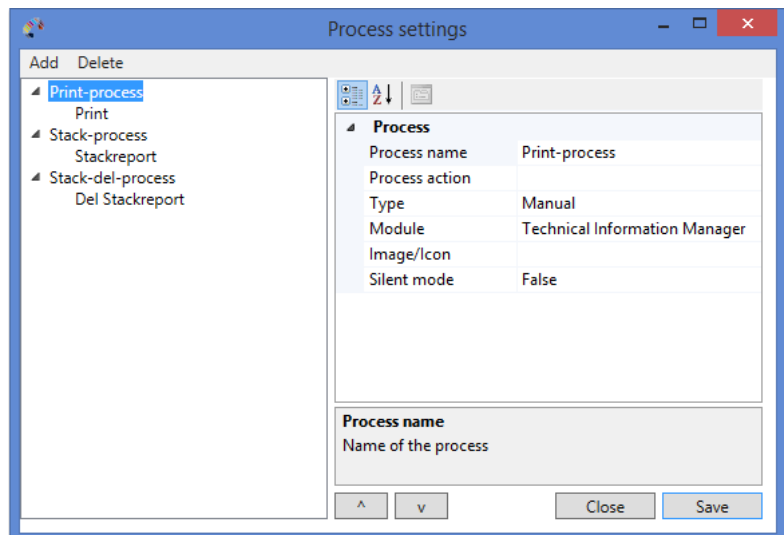 Process settings
Add Delete
Print-process
Print
Stack-process
Stackreport
Stack-del-process
Del Stackreport
Process
Process name Print-process
Process action
Type Manual
Module Technical Information Manager
Image/Icon
Silent mode False
Process name
Name of the process
^ v Close Save